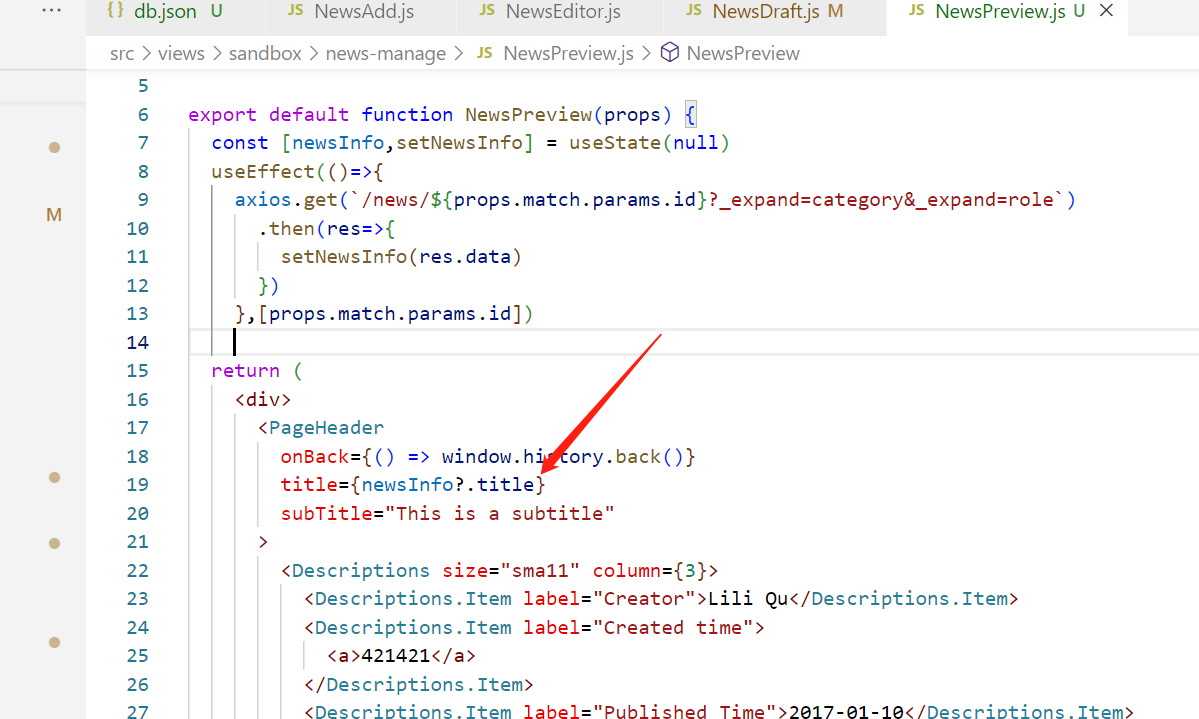 ··· {} db.json U JS NewsAdd.js JS NewsEditor.js JS NewsDraft.js M JS NewsPreview.js U ×
src > views > sandbox > news-manage > JS NewsPreview.js > NewsPreview
5
6 export default function NewsPreview(props) {
7 const [newsInfo,setNewsInfo] = useState(null)
8 useEffect(()=>{
9 axios.get(`/news/${props.match.params.id}?_expand=category&_expand=role`)
M
10 .then(res=>{
11 setNewsInfo(res.data)
12 })
13 },[props.match.params.id])
14
15 return (
16 <div>
17 <PageHeader
18 onBack={() => window.history.back()}
19 title={newsInfo?.title}
20 subTitle="This is a subtitle"
21 >
22 <Descriptions size="sma11" column={3}>
23 <Descriptions.Item label="Creator">Lili Qu</Descriptions.Item>
24 <Descriptions.Item label="Created time">
25 <a>421421</a>
26 </Descriptions.Item>
27 <Descriptions.Item label="Published Time">2017-01-10</Descriptions.Item>